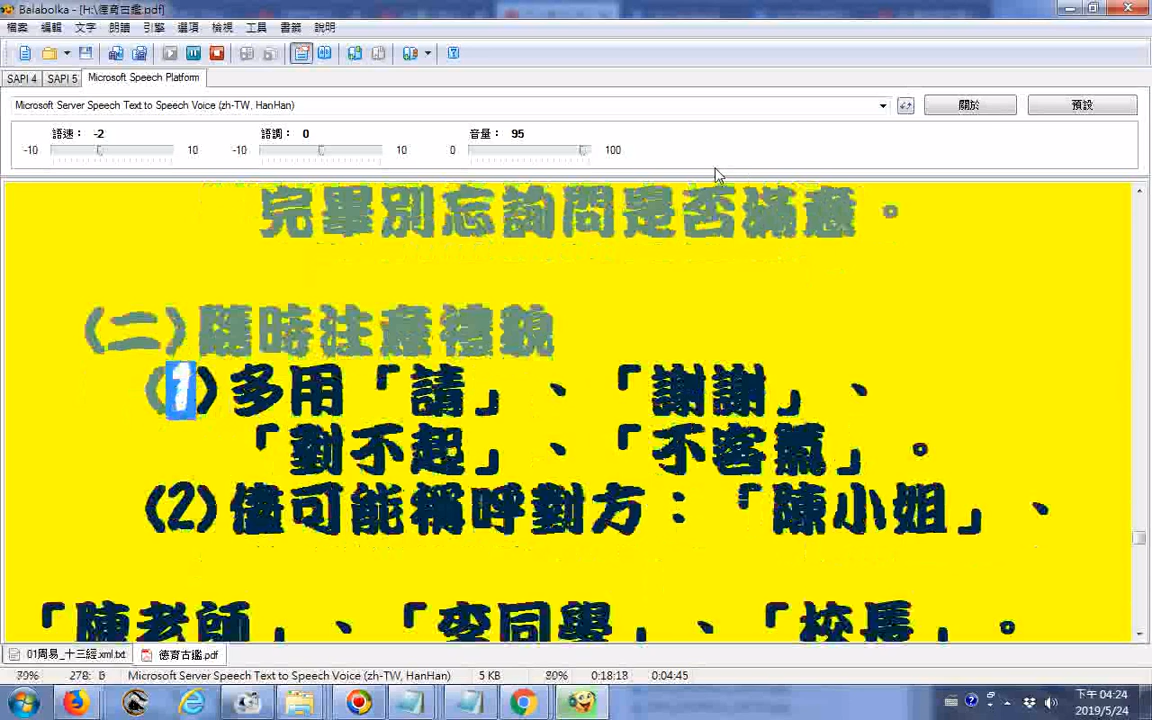 Balabolka - [H:\德育古鑑.pdf]
檔案 編輯 文字 朗讀 引擎 選項 檢視 工具 書籤 說明
SAPI 4 SAPI 5 Microsoft Speech Platform
Microsoft Server Speech Text to Speech Voice (zh-TW, HanHan) 關於 預設
語速： -2 語調： 0 音量： 95
-10 10 -10 10 0 100
完畢別忘詢問是否滿意。
(二)隨時注意禮貌
(1)多用「請」、「謝謝」、
「對不起」、「不客氣」。
(2)儘可能稱呼對方：「陳小姐」、
「陳老師」、「李同學」、「校長」。
01周易_十三經.xml.txt 德育古鑑.pdf
278: 6 Microsoft Server Speech Text to Speech Voice (zh-TW, HanHan) 5 KB 80% 0:18:18 0:04:45
下午 04:24
2019/5/24